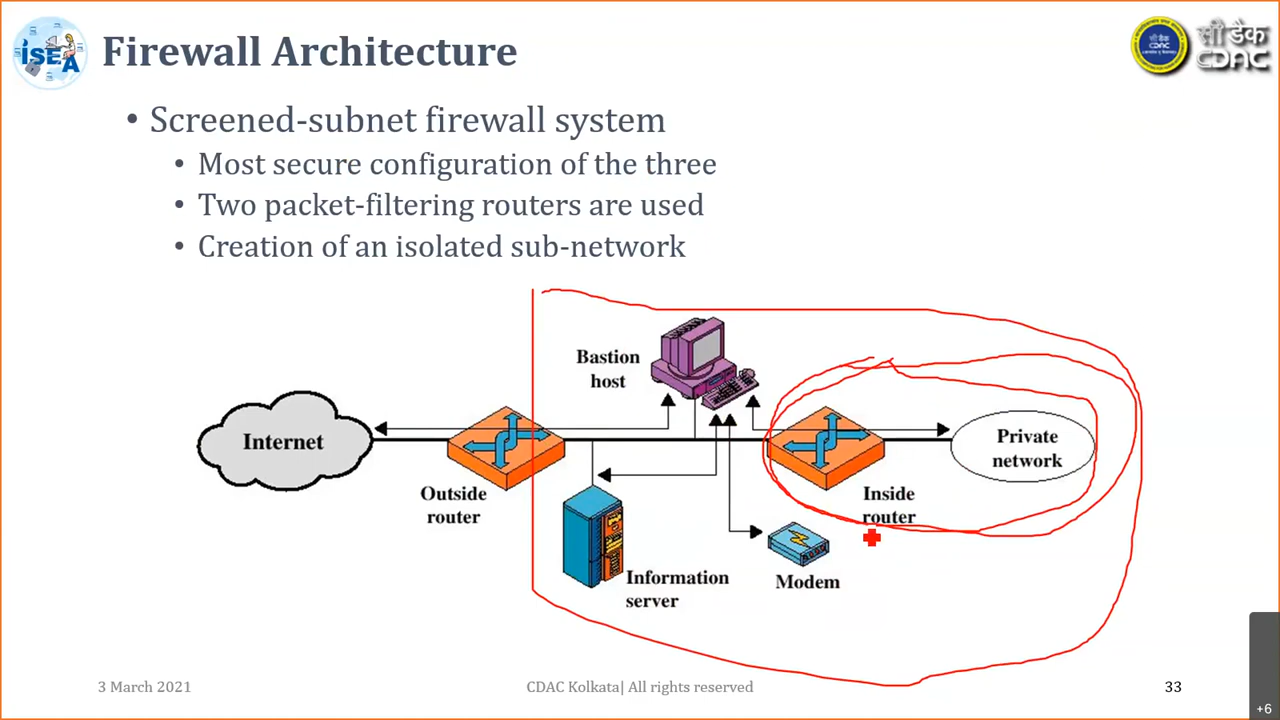 ISEA
Firewall Architecture
सी डैक
CDAC
• Screened-subnet firewall system
• Most secure configuration of the three
• Two packet-filtering routers are used
• Creation of an isolated sub-network
Bastion
host
Internet
Private
network
Outside
router
Inside
router
Information
server
Modem
3 March 2021
CDAC Kolkata| All rights reserved
33
+6